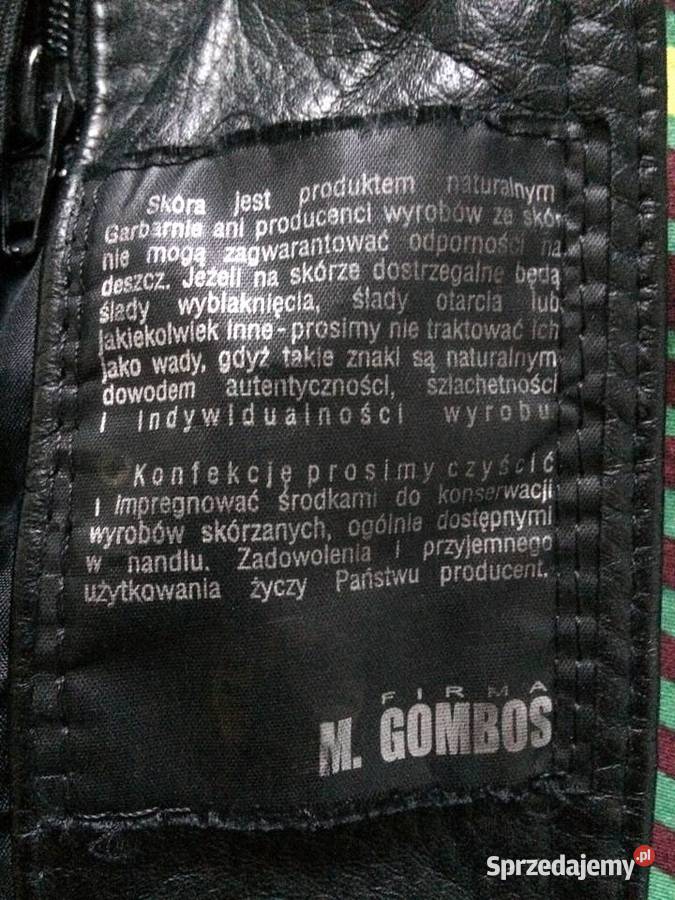 Skóra jest produktem naturalnym
Garbarnie ani producenci wyrobów ze skó
nie mogą zagwarantować odporności na
deszcz. Jeżeli na skórze dostrzegalne będą
ślady wyblaknięcia, ślady otarcia lub
jakiekolwiek inne - prosimy nie traktować ich
jako wady, gdyż takie znaki są naturalnym
dowodem autentyczności, szlachetności
i indywidualności wyrobu
Konfekcję prosimy czyścić
i impregnować środkami do konserwacji
wyrobów skórzanych, ogólnie dostępnymi
w handlu. Zadowolenia i przyjemnego
użytkowania życzy Państwu producent.
FIRMA
M. GOMBOŚ
Sprzedajemy.pl